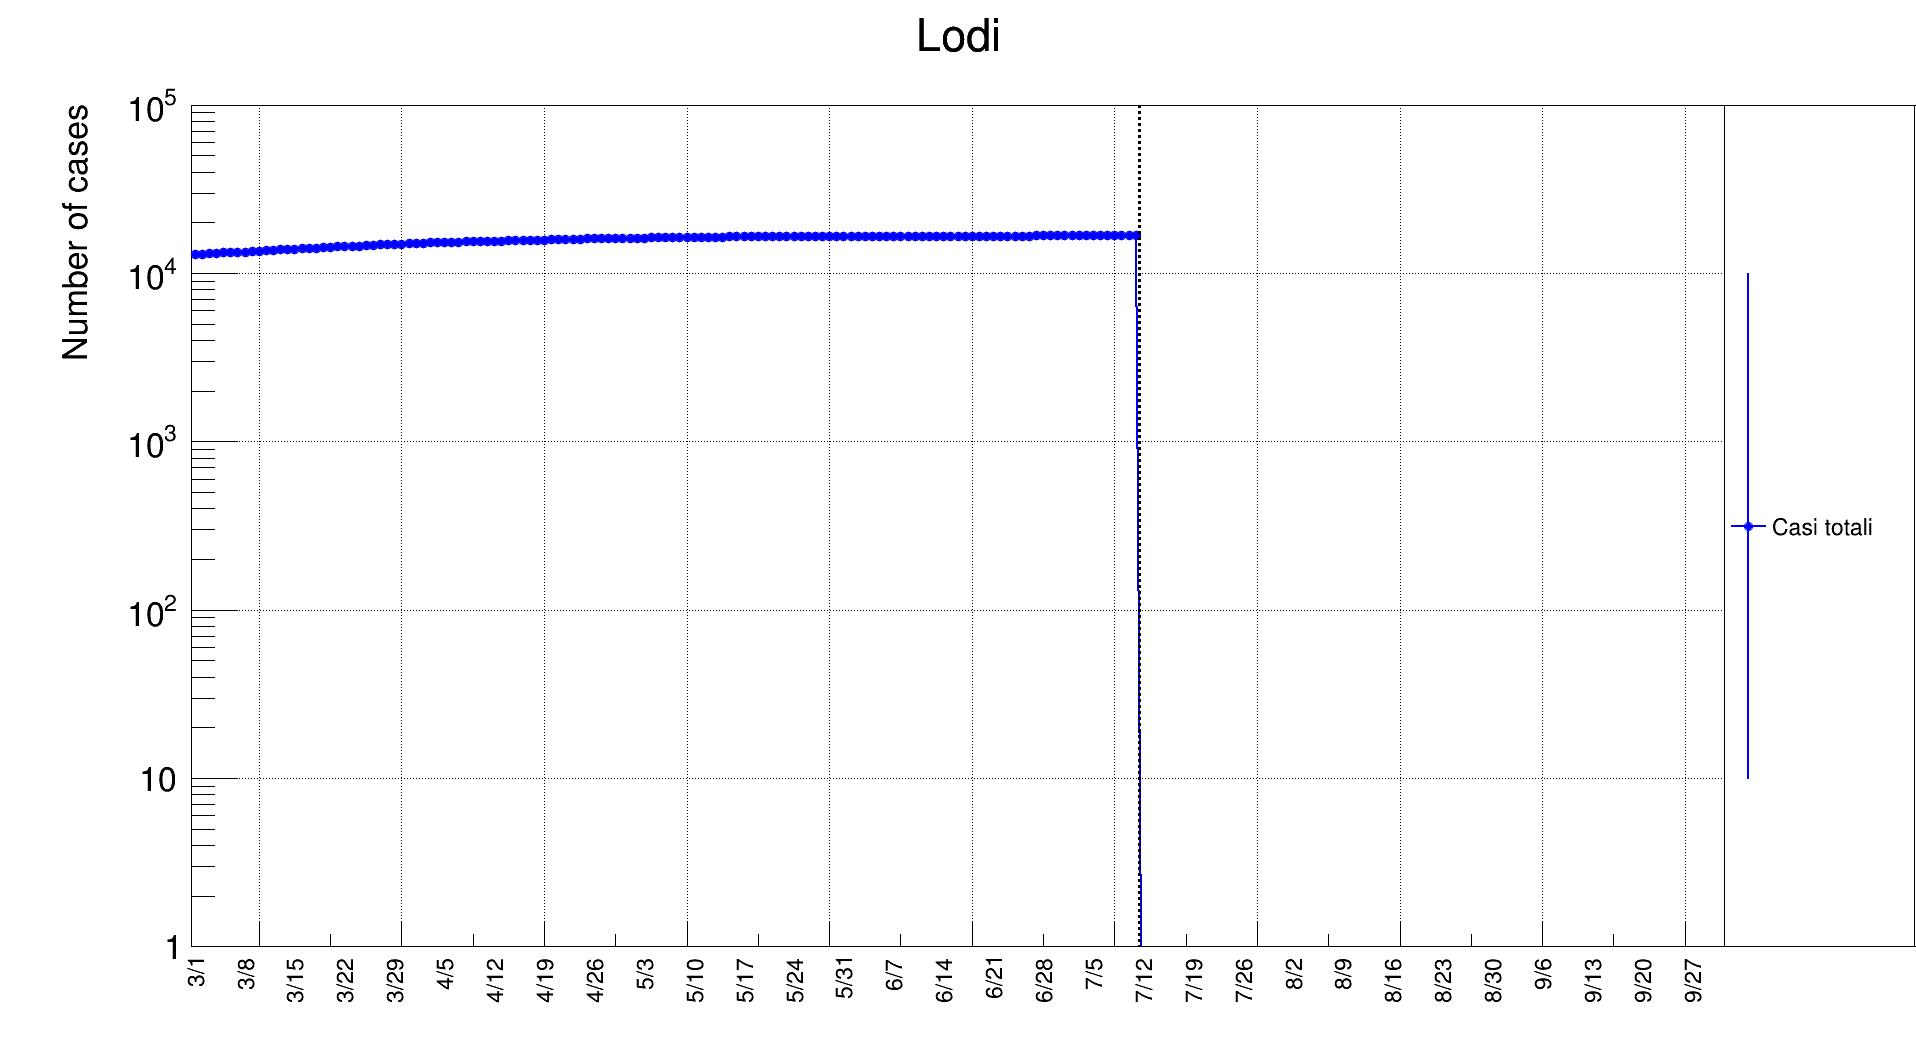 Lodi
Number of cases
10^5
10^4
10^3
10^2
10
1
3/1 3/8 3/15 3/22 3/29 4/5 4/12 4/19 4/26 5/3 5/10 5/17 5/24 5/31 6/7 6/14 6/21 6/28 7/5 7/12 7/19 7/26 8/2 8/9 8/16 8/23 8/30 9/6 9/13 9/20 9/27
Casi totali